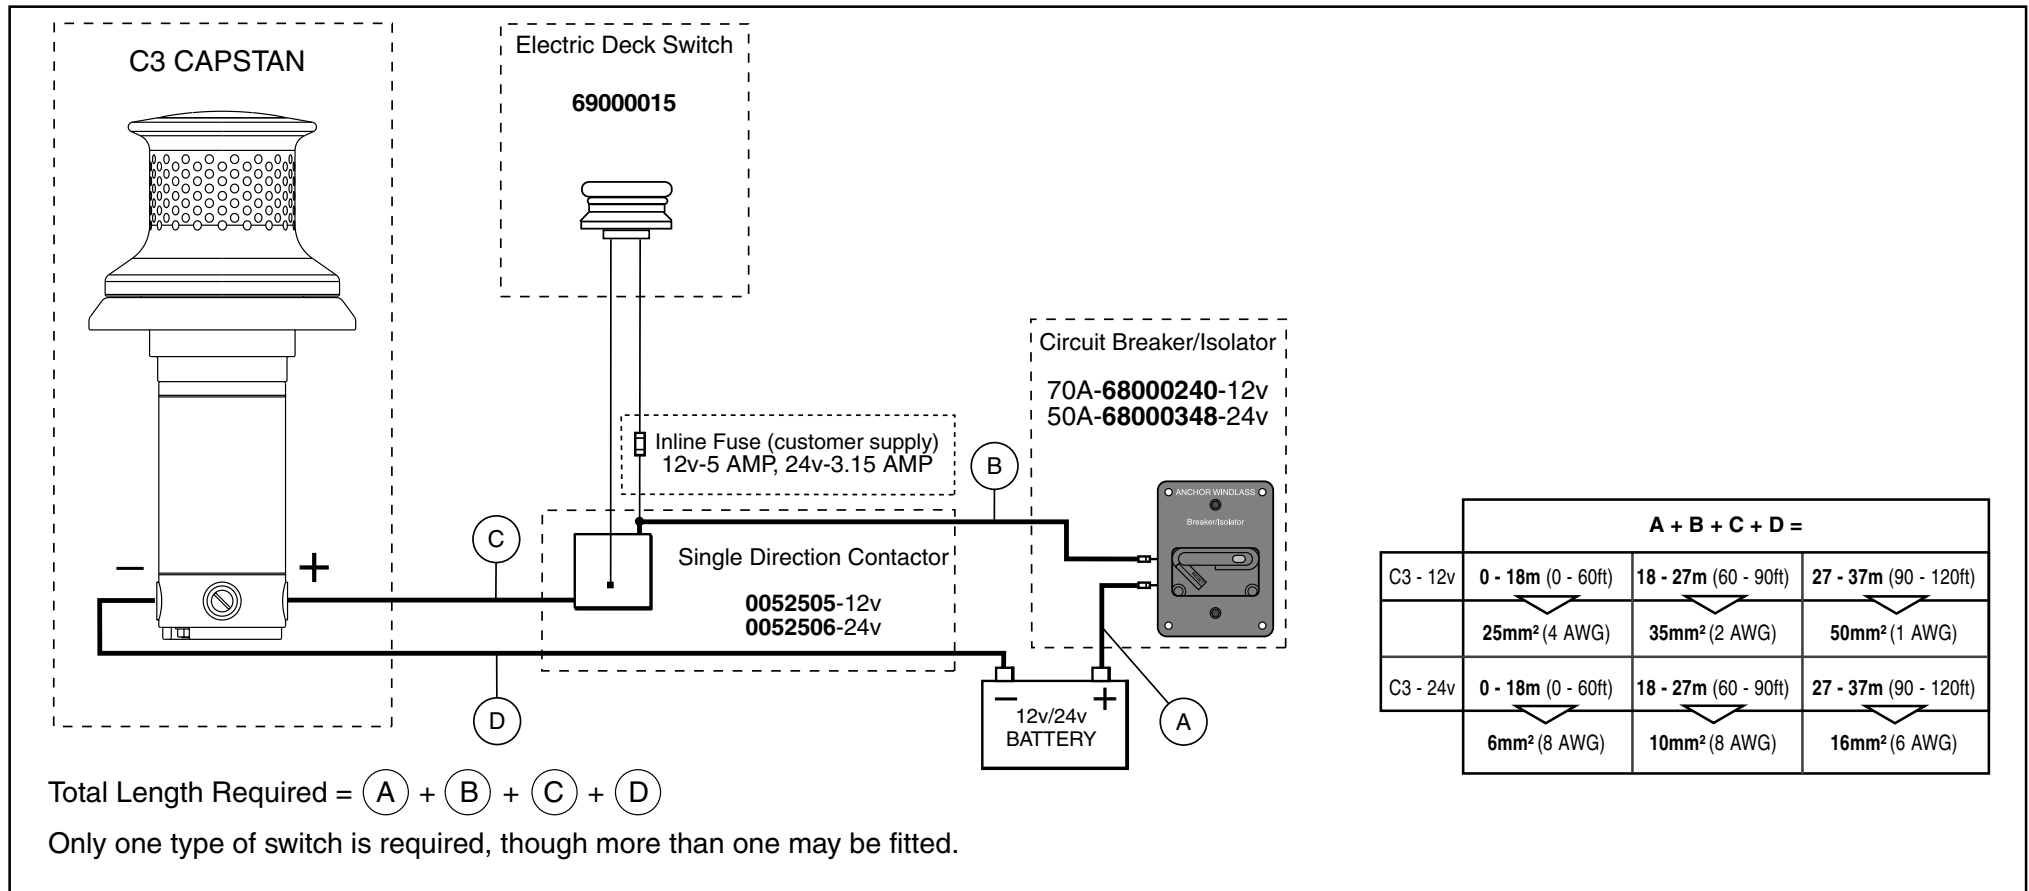 C3 CAPSTAN
Electric Deck Switch
69000015
Circuit Breaker/Isolator
70A-68000240-12v
50A-68000348-24v
Inline Fuse (customer supply)
12v-5 AMP, 24v-3.15 AMP
B
ANCHOR WINDLASS
Breaker/Isolator
RESET
C
Single Direction Contactor
0052505-12v
0052506-24v
− +
D
− +
12v/24v
BATTERY
A
A + B + C + D =
C3 - 12v 0 - 18m (0 - 60ft) 18 - 27m (60 - 90ft) 27 - 37m (90 - 120ft)
25mm² (4 AWG) 35mm² (2 AWG) 50mm² (1 AWG)
C3 - 24v 0 - 18m (0 - 60ft) 18 - 27m (60 - 90ft) 27 - 37m (90 - 120ft)
6mm² (8 AWG) 10mm² (8 AWG) 16mm² (6 AWG)
Total Length Required = A + B + C + D
Only one type of switch is required, though more than one may be fitted.